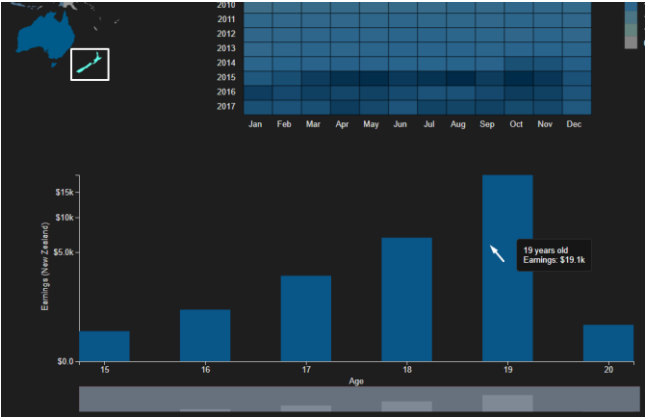 2010
2011
2012
2013
2014
2015
2016
2017
Jan Feb Mar Apr May Jun Jul Aug Sep Oct Nov Dec
$15k
$10k
$5.0k
$0.0
Earnings (New Zealand)
19 years old
Earnings: $19.1k
15 16 17 18 19 20
Age